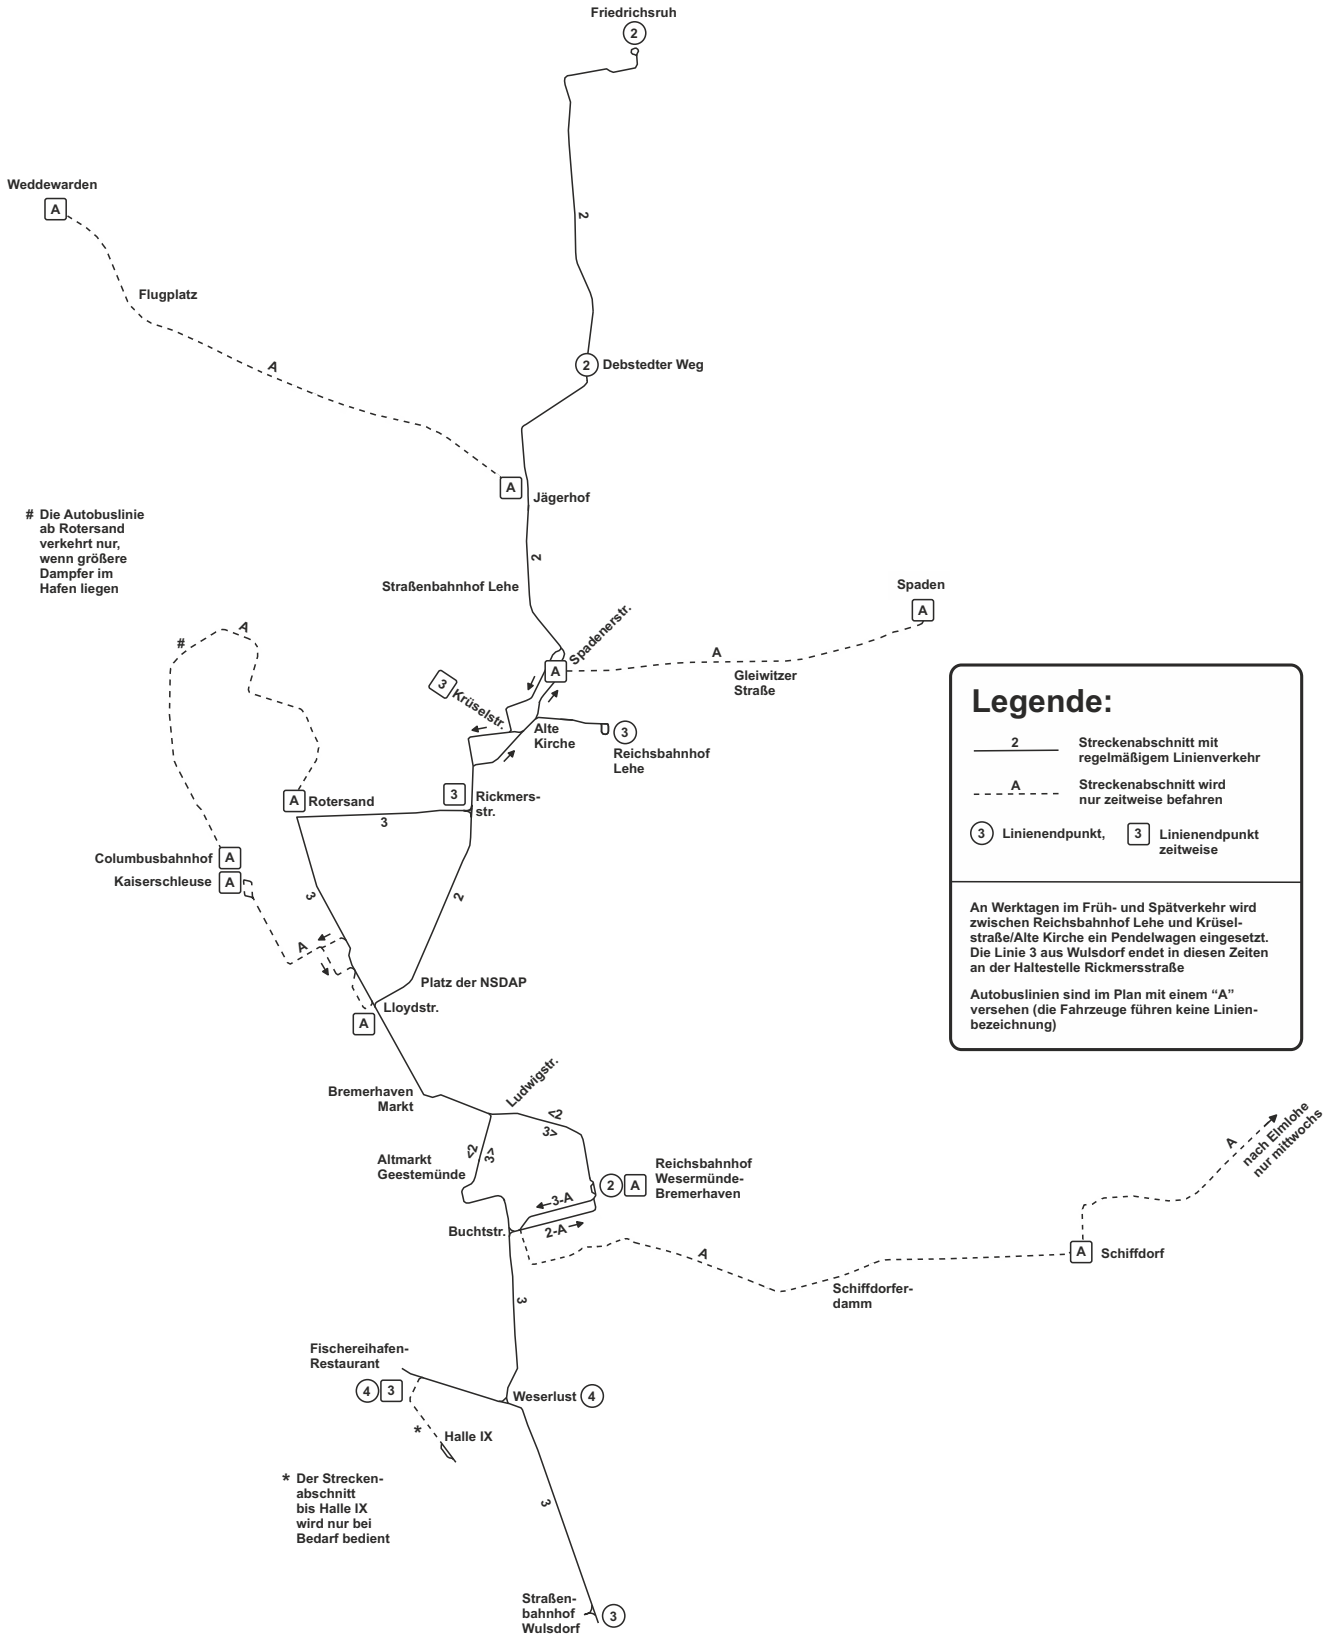 Friedrichsruh
2
Weddewarden
A
2
Flugplatz
A
2
Debstedter Weg
A
Jägerhof
# Die Autobuslinie
ab Rotersand
verkehrt nur,
wenn größere
Dampfer im
Hafen liegen
2
Straßenbahnhof Lehe
Spaden
A
Spadenerstr.
A
A
Gleiwitzer
Straße
A
#
3
Krüselstr.
Alte
Kirche
3
Reichsbahnhof
Lehe
A
Rotersand
3
Rickmers-
str.
3
Columbusbahnhof
A
Kaiserschleuse
A
3
2
A
Platz der NSDAP
Lloydstr.
A
Legende:
2
Streckenabschnitt mit
regelmäßigem Linienverkehr
A
Streckenabschnitt wird
nur zeitweise befahren
3
Linienendpunkt,
3
Linienendpunkt
zeitweise
An Werktagen im Früh- und Spätverkehr wird
zwischen Reichsbahnhof Lehe und Krüsel-
straße/Alte Kirche ein Pendelwagen eingesetzt.
Die Linie 3 aus Wulsdorf endet in diesen Zeiten
an der Haltestelle Rickmersstraße
Autobuslinien sind im Plan mit einem “A”
versehen (die Fahrzeuge führen keine Linien-
bezeichnung)
Bremerhaven
Markt
Ludwigstr.
<2
3>
<2
3>
Altmarkt
Geestemünde
2
A
Reichsbahnhof
Wesermünde-
Bremerhaven
3-A
2-A
Buchtstr.
A
nach Elmlohe
nur mittwochs
A
A
Schiffdorf
Schiffdorfer-
damm
3
Fischereihafen-
Restaurant
4
3
Weserlust
4
*
Halle IX
* Der Strecken-
abschnitt
bis Halle IX
wird nur bei
Bedarf bedient
3
Straßen-
bahnhof
Wulsdorf
3